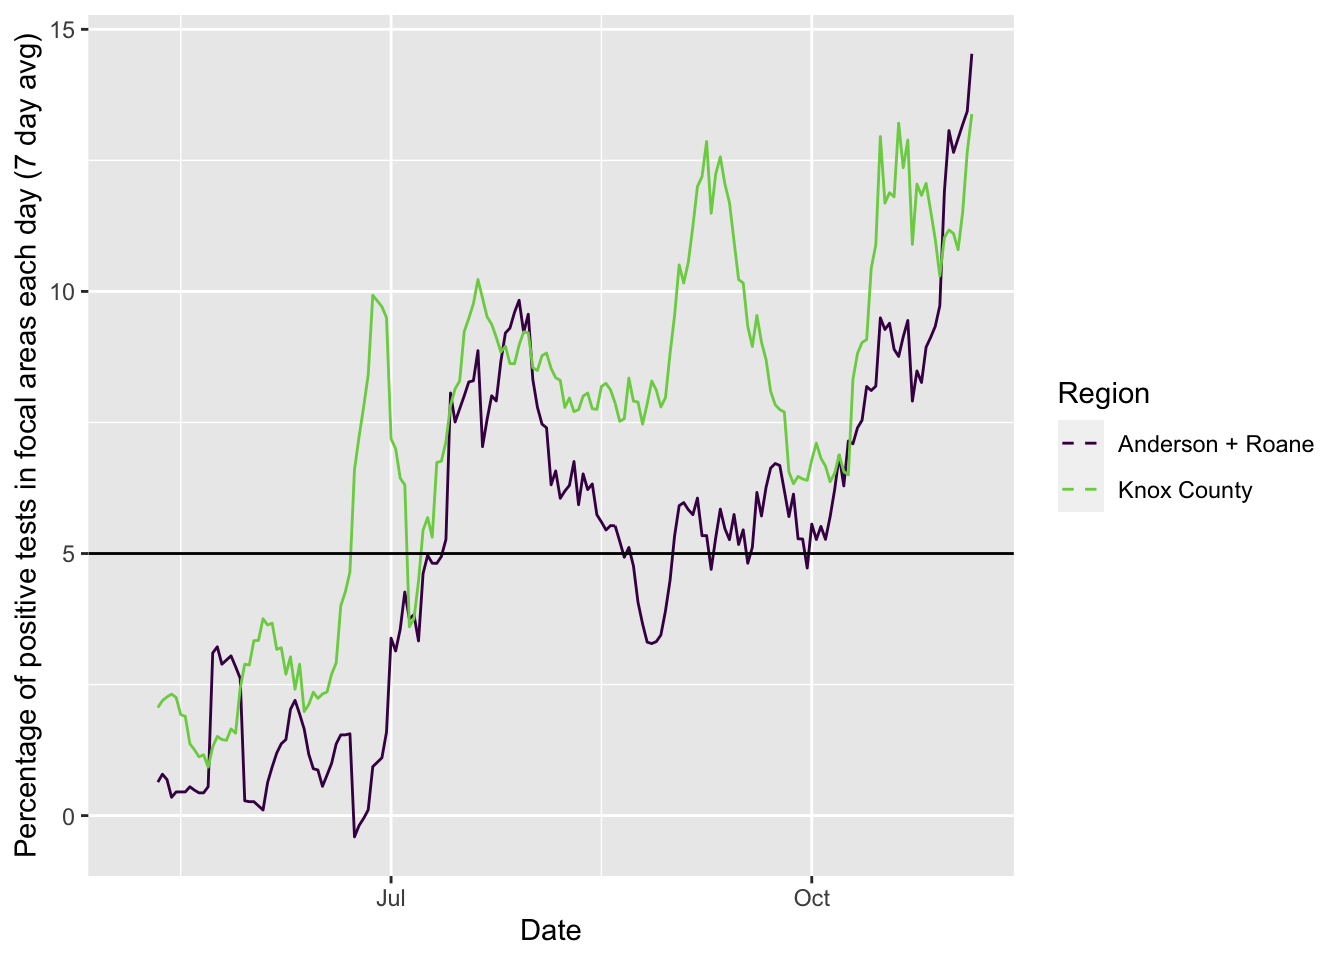 Percentage of positive tests in focal areas each day (7 day avg)
15
10
5
0
Jul
Oct
Date
Region
Anderson + Roane
Knox County